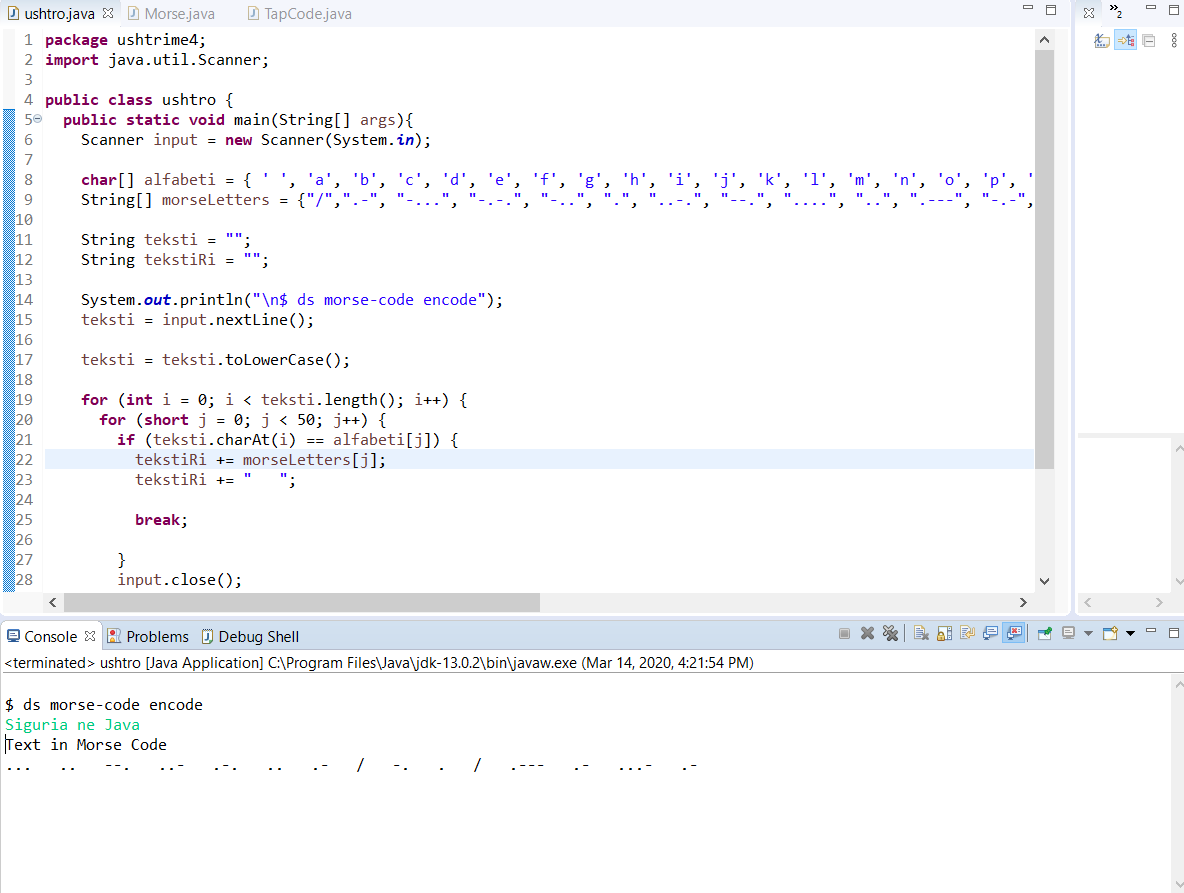 ushtro.java Morse.java TapCode.java
2
1 package ushtrime4;
2 import java.util.Scanner;
3
4 public class ushtro {
5 public static void main(String[] args){
6 Scanner input = new Scanner(System.in);
7
8 char[] alfabeti = { ' ', 'a', 'b', 'c', 'd', 'e', 'f', 'g', 'h', 'i', 'j', 'k', 'l', 'm', 'n', 'o', 'p', '
9 String[] morseLetters = {"/",".-", "-...", "-.-.", "-..", ".", "..-.", "--.", "....", "..", ".---", "-.-",
10
11 String teksti = "";
12 String tekstiRi = "";
13
14 System.out.println("\n$ ds morse-code encode");
15 teksti = input.nextLine();
16
17 teksti = teksti.toLowerCase();
18
19 for (int i = 0; i < teksti.length(); i++) {
20 for (short j = 0; j < 50; j++) {
21 if (teksti.charAt(i) == alfabeti[j]) {
22 tekstiRi += morseLetters[j];
23 tekstiRi += "   ";
24
25 break;
26
27 }
28 input.close();
Console Problems Debug Shell
<terminated> ushtro [Java Application] C:\Program Files\Java\jdk-13.0.2\bin\javaw.exe (Mar 14, 2020, 4:21:54 PM)
$ ds morse-code encode
Siguria ne Java
Text in Morse Code
...   ..   --.   ..-   .-.   ..   .-   /   -.   .   /   .---   .-   ...-   .-